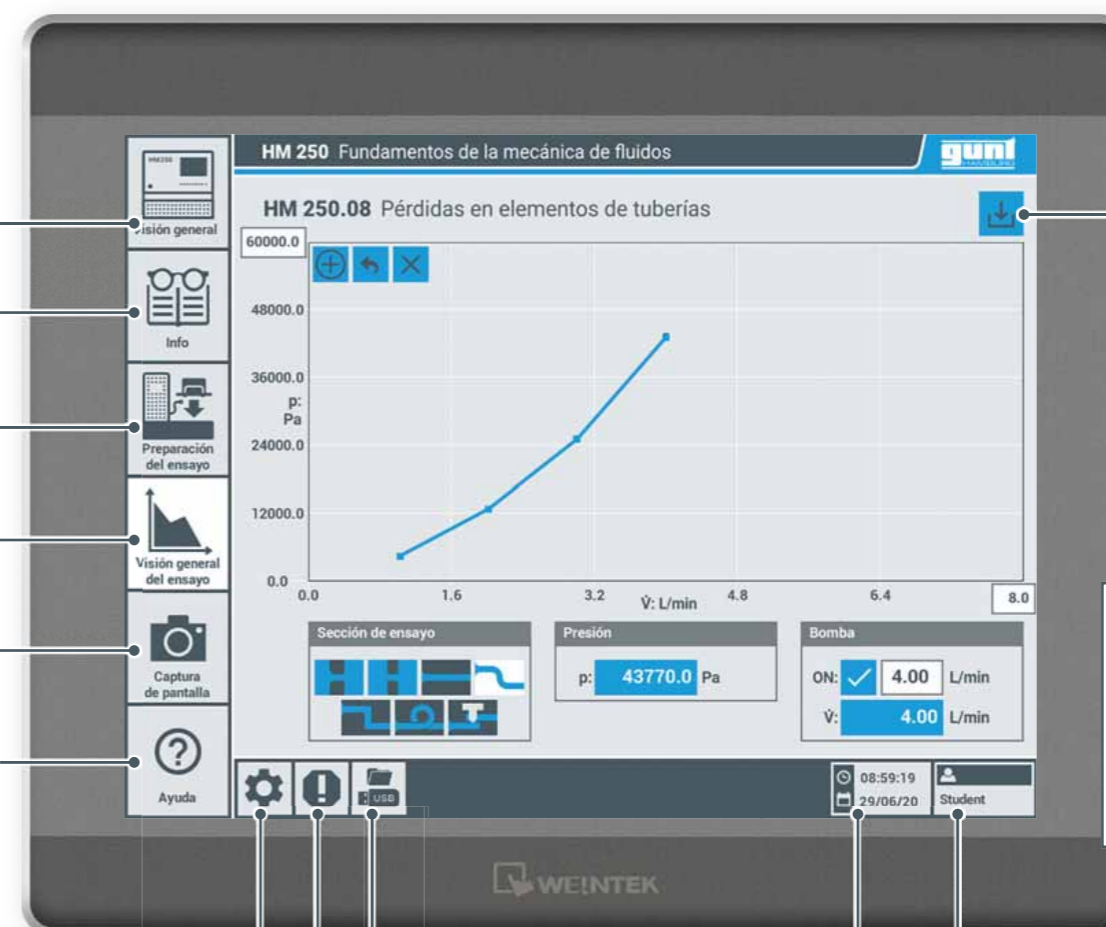 HM 250 Fundamentos de la mecánica de fluidos
gunt
HAMBURG
HM250
Visión general
Info
Preparación
del ensayo
Visión general
del ensayo
Captura
de pantalla
Ayuda
HM 250.08 Pérdidas en elementos de tuberías
60000.0
48000.0
36000.0
p:
Pa
24000.0
12000.0
0.0
0.0 1.6 3.2 V̇: L/min 4.8 6.4 8.0
Sección de ensayo
Presión
p: 43770.0 Pa
Bomba
ON: 4.00 L/min
V̇: 4.00 L/min
USB
08:59:19
29/06/20
Student
WEINTEK